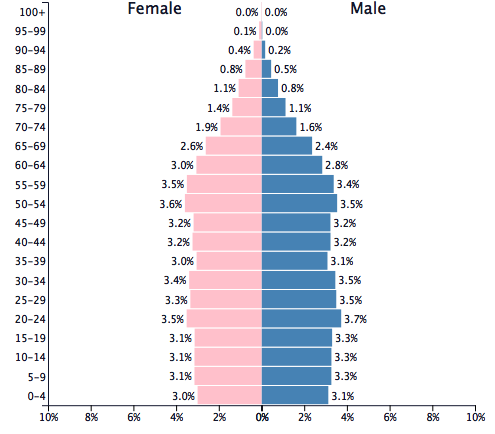 Female Male
100+ 0.0% 0.0%
95-99 0.1% 0.0%
90-94 0.4% 0.2%
85-89 0.8% 0.5%
80-84 1.1% 0.8%
75-79 1.4% 1.1%
70-74 1.9% 1.6%
65-69 2.6% 2.4%
60-64 3.0% 2.8%
55-59 3.5% 3.4%
50-54 3.6% 3.5%
45-49 3.2% 3.2%
40-44 3.2% 3.2%
35-39 3.0% 3.1%
30-34 3.4% 3.5%
25-29 3.3% 3.5%
20-24 3.5% 3.7%
15-19 3.1% 3.3%
10-14 3.1% 3.3%
5-9 3.1% 3.3%
0-4 3.0% 3.1%
10% 8% 6% 4% 2% 0% 2% 4% 6% 8% 10%